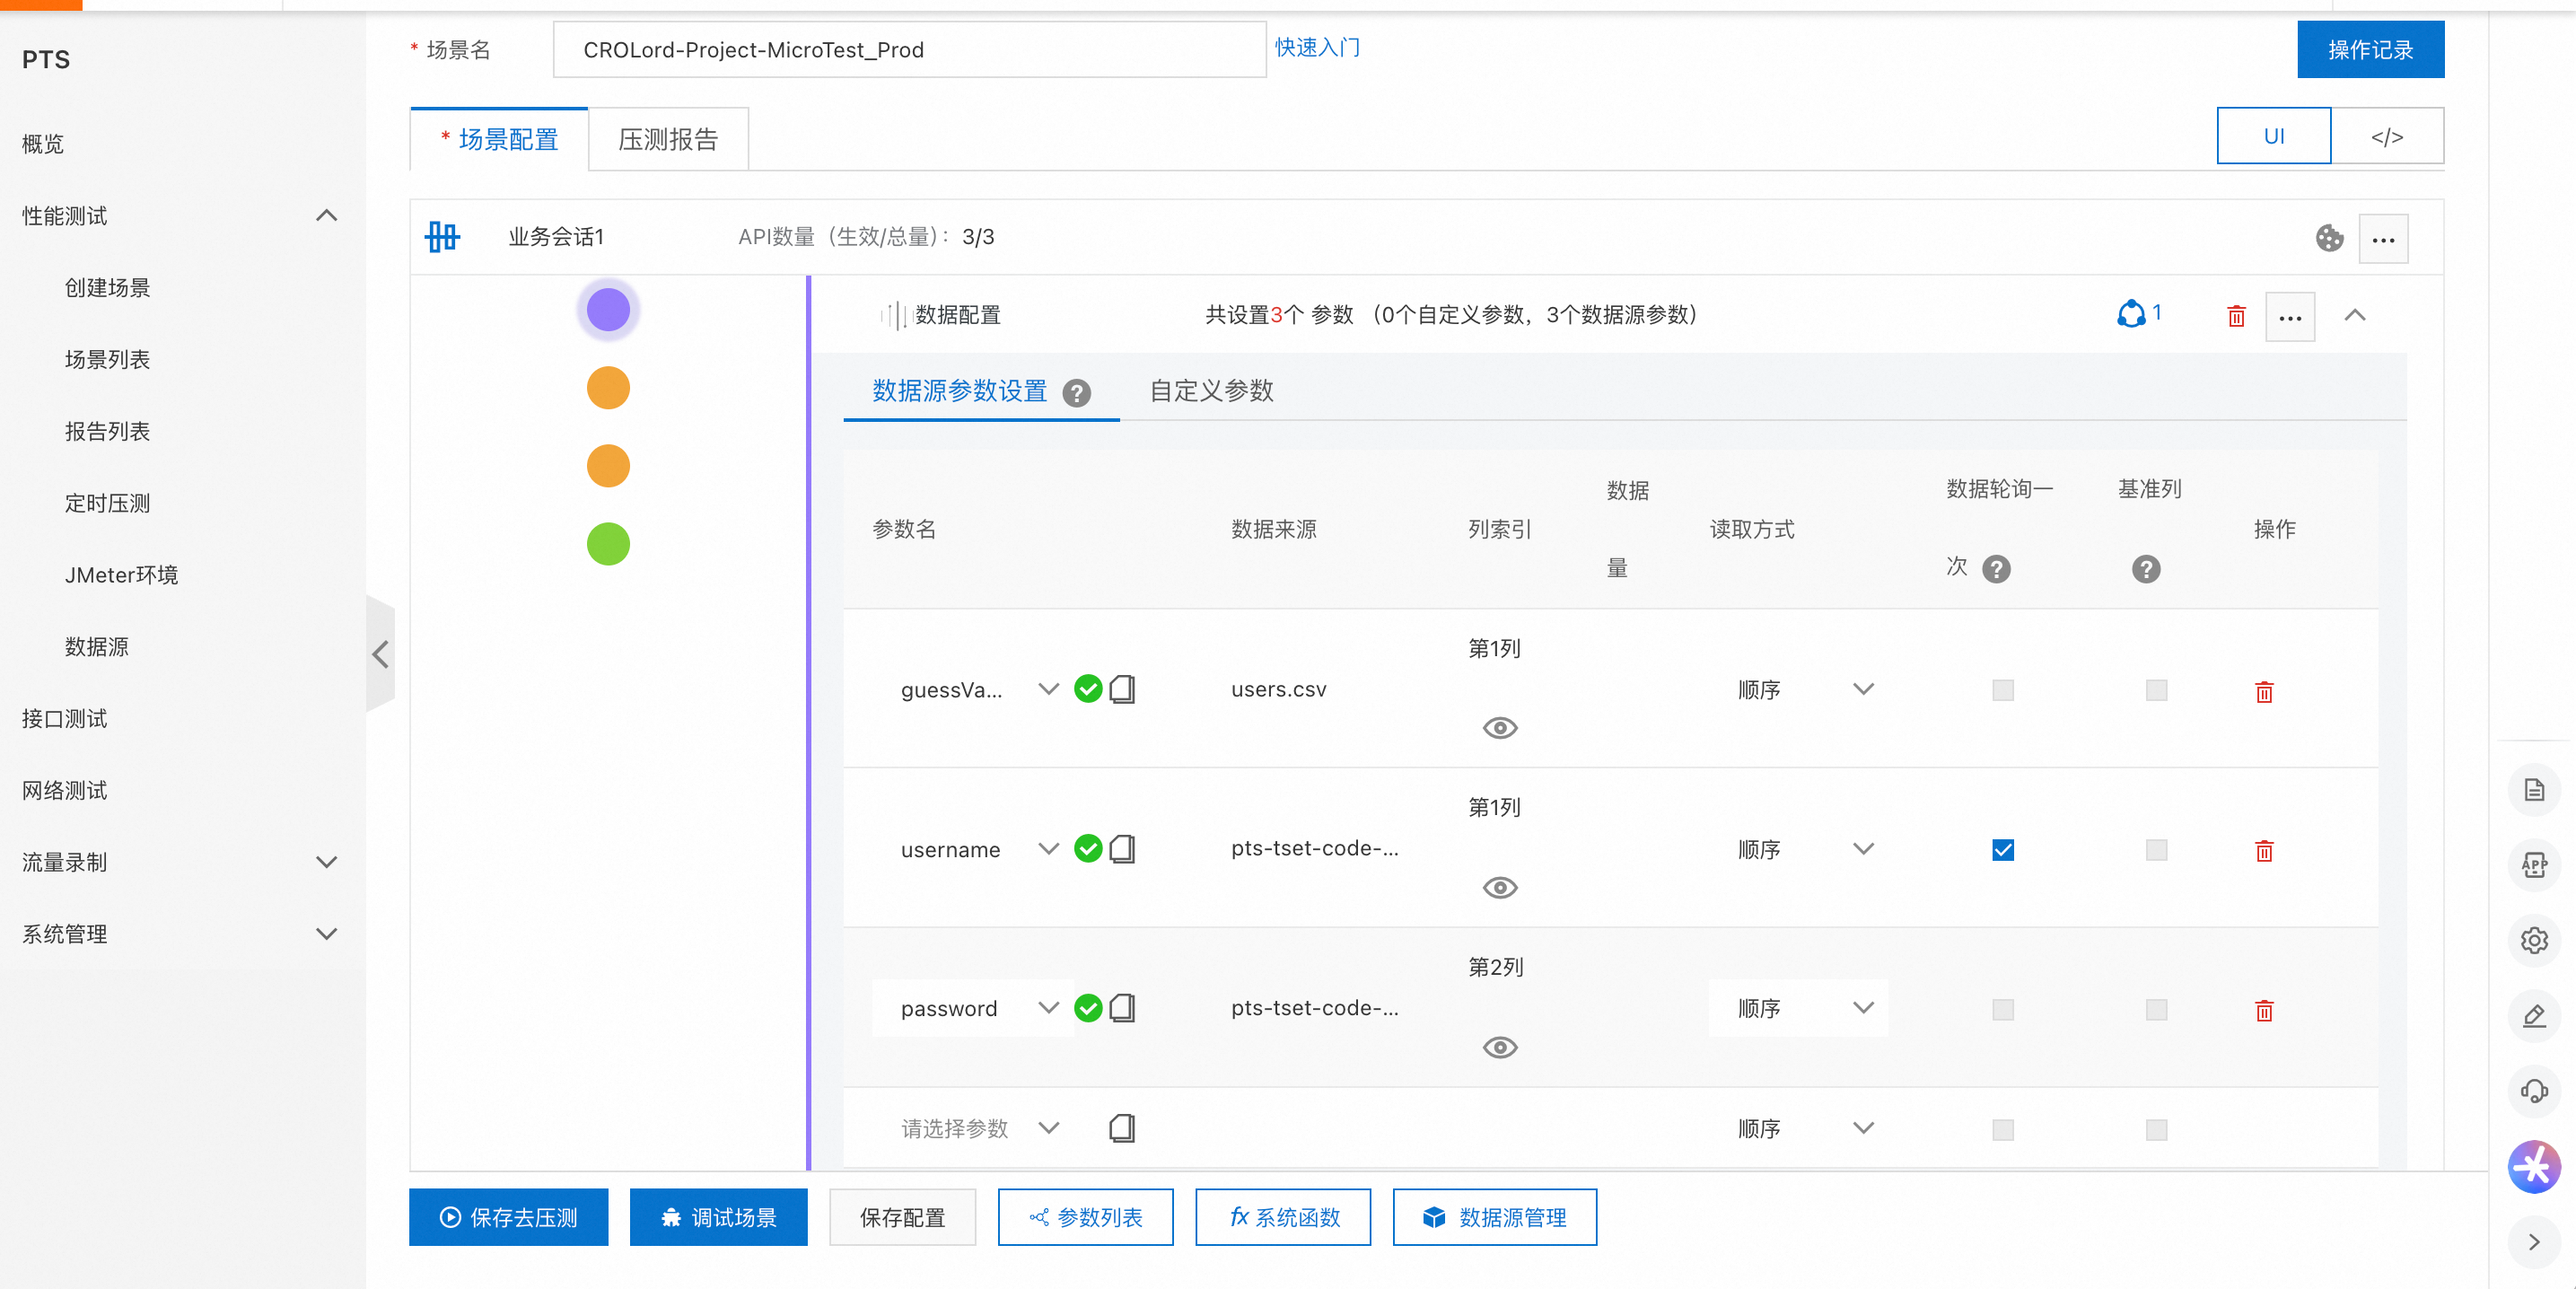 PTS
概览
性能测试
创建场景
场景列表
报告列表
定时压测
JMeter环境
数据源
接口测试
网络测试
流量录制
系统管理
* 场景名
CROLord-Project-MicroTest_Prod
快速入门
操作记录
* 场景配置
压测报告
UI
</>
业务会话1
API数量（生效/总量）：3/3
数据配置
共设置3个 参数 （0个自定义参数，3个数据源参数）
1
数据源参数设置
自定义参数
参数名
数据来源
列索引
数据
量
读取方式
数据轮询一
次
基准列
操作
guessVa...
users.csv
第1列
顺序
username
pts-tset-code-...
第1列
顺序
password
pts-tset-code-...
第2列
顺序
请选择参数
顺序
保存去压测
调试场景
保存配置
参数列表
fx 系统函数
数据源管理
APP